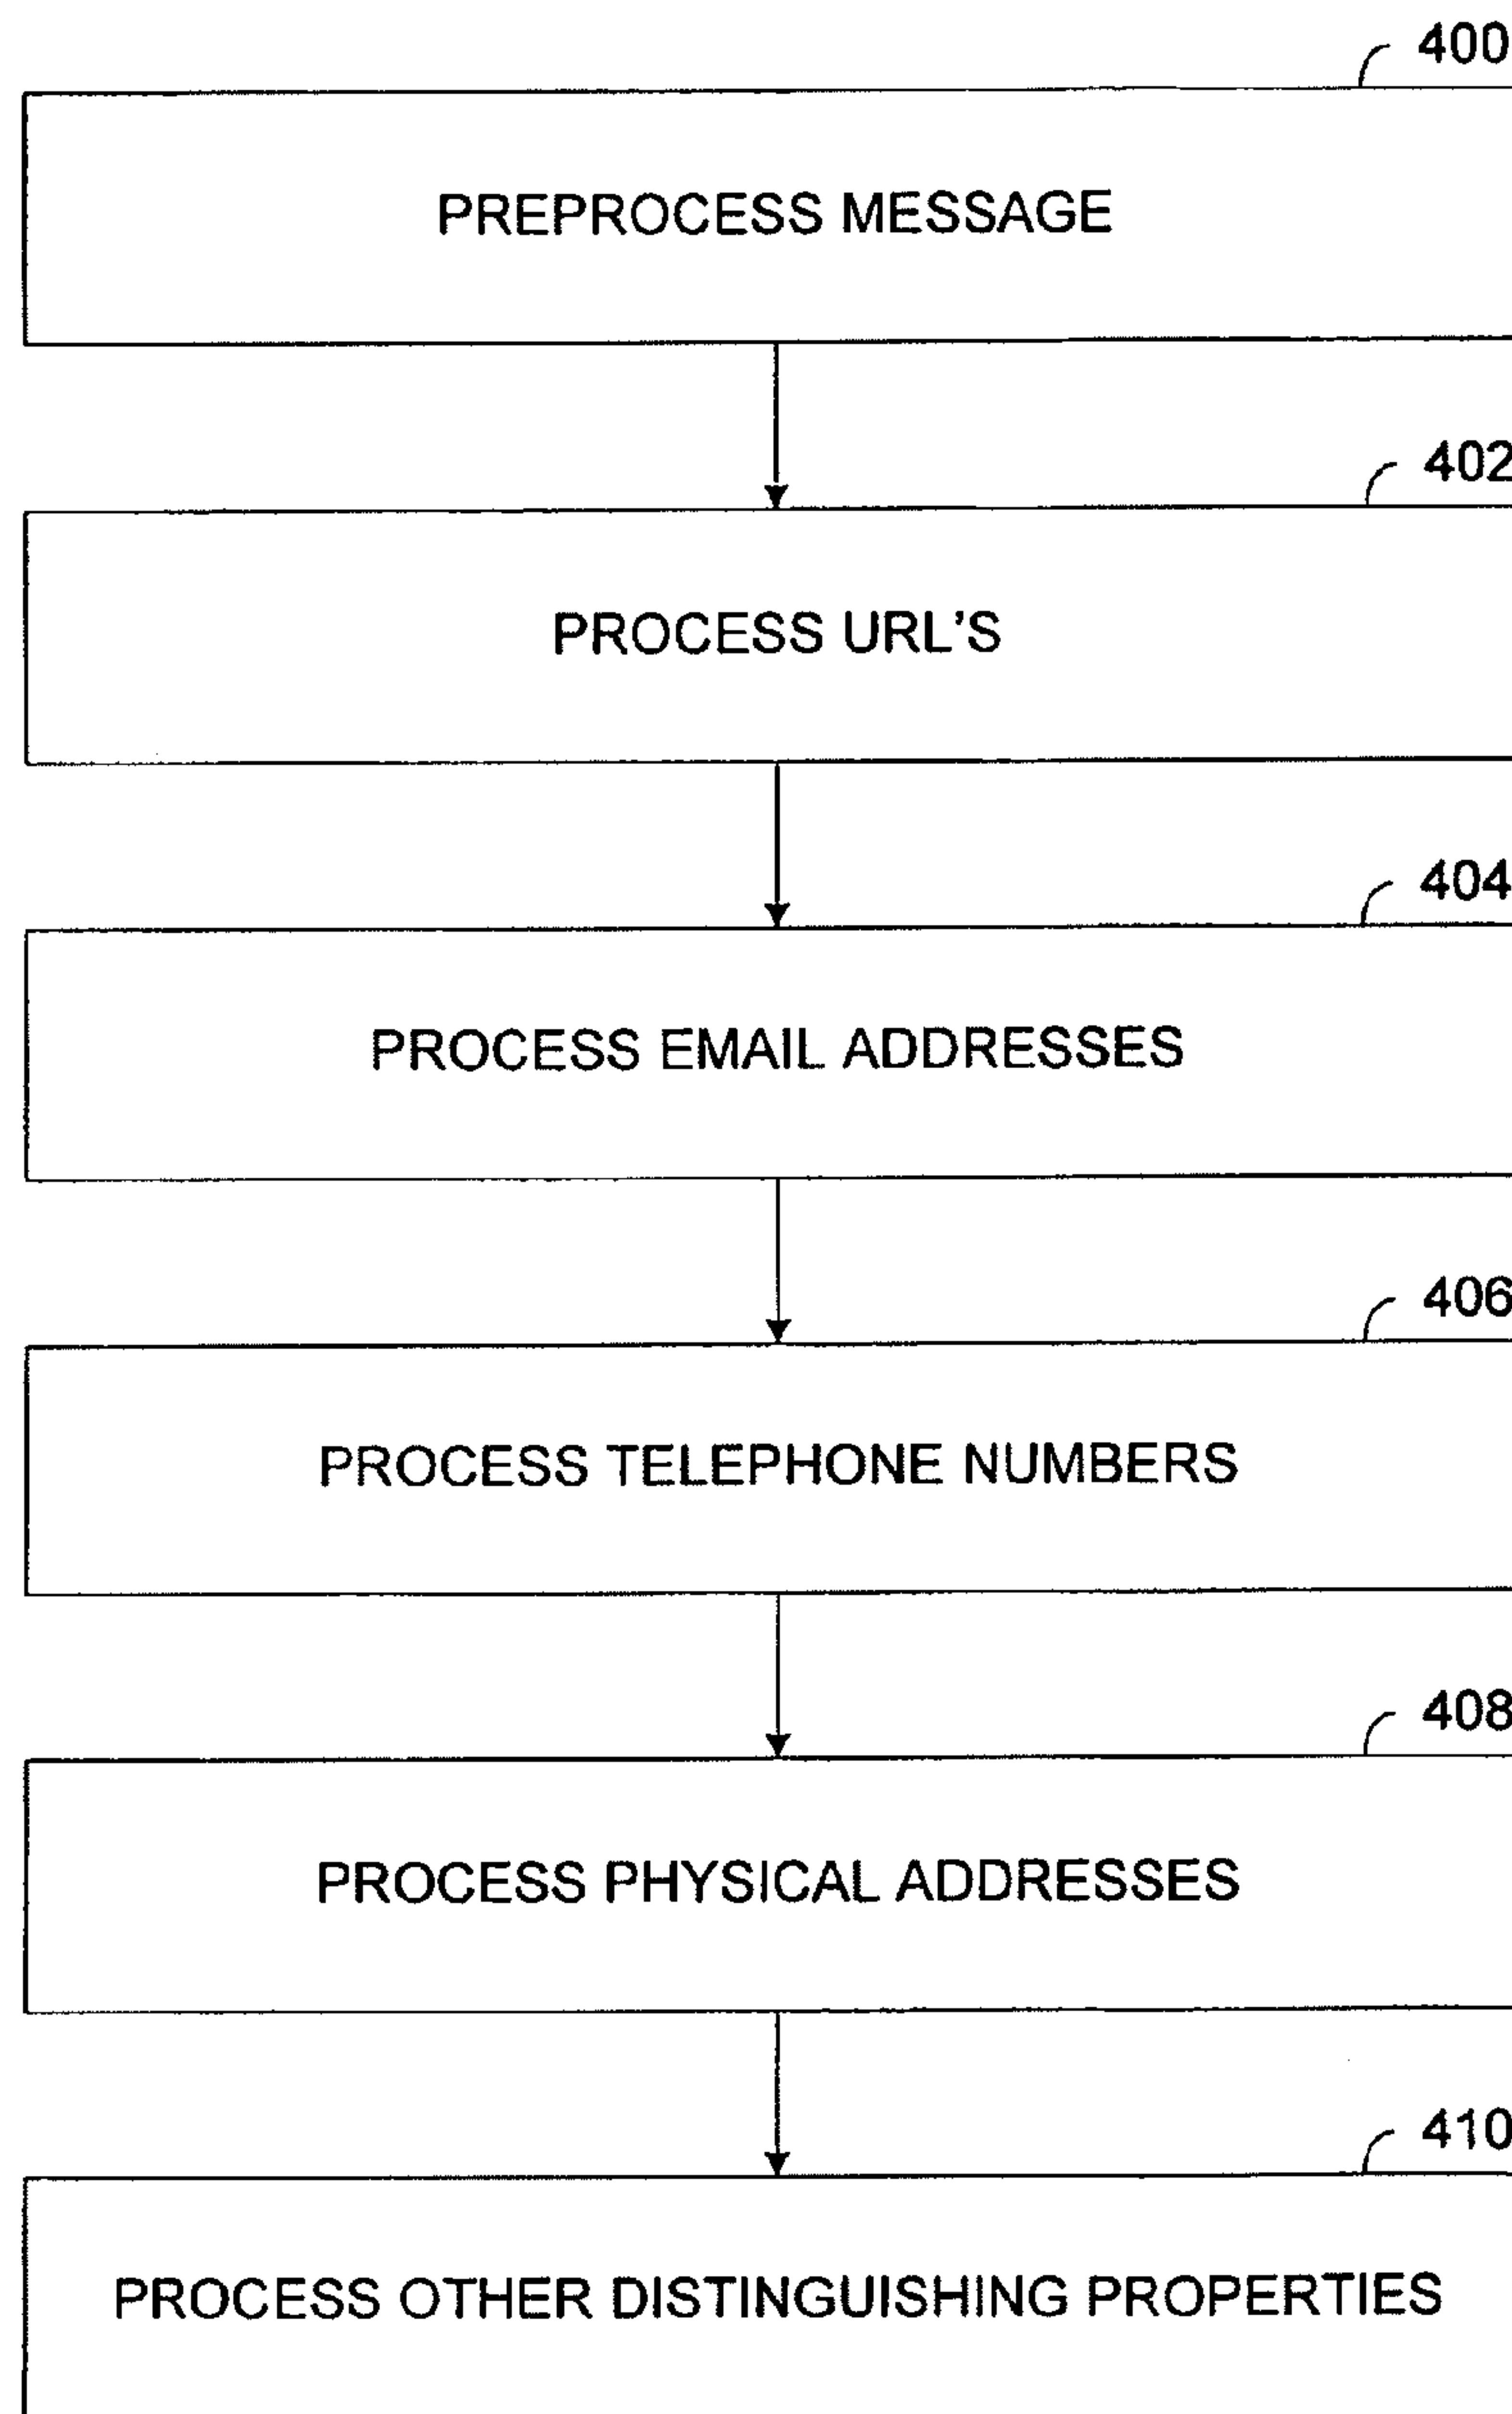 400
PREPROCESS MESSAGE
402
PROCESS URL’S
404
PROCESS EMAIL ADDRESSES
406
PROCESS TELEPHONE NUMBERS
408
PROCESS PHYSICAL ADDRESSES
410
PROCESS OTHER DISTINGUISHING PROPERTIES